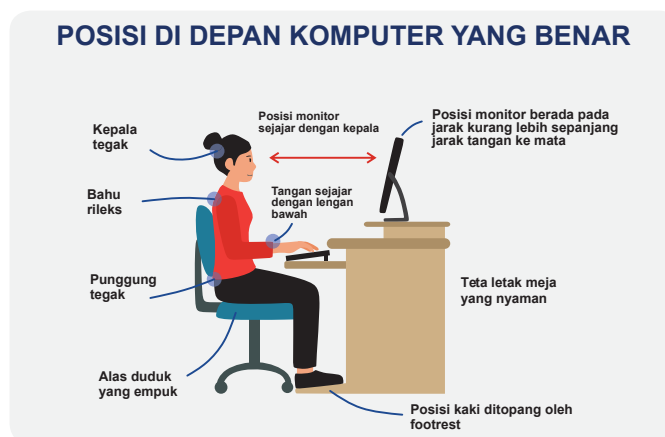 POSISI DI DEPAN KOMPUTER YANG BENAR
Kepala
tegak
Posisi monitor
sejajar dengan kepala
Posisi monitor berada pada
jarak kurang lebih sepanjang
jarak tangan ke mata
Bahu
rileks
Tangan sejajar
dengan lengan
bawah
Punggung
tegak
Teta letak meja
yang nyaman
Alas duduk
yang empuk
Posisi kaki ditopang oleh
footrest